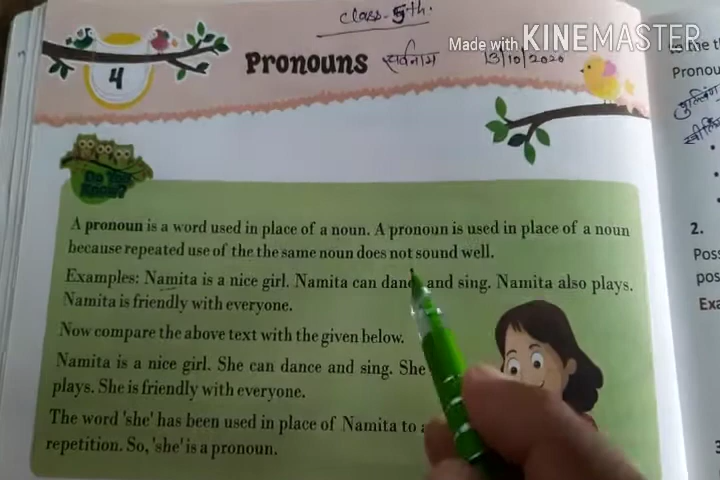 Class-5th.
Made with KINEMASTER
4
Pronouns सर्वनाम 13/10/2020
Do You Know?
A pronoun is a word used in place of a noun. A pronoun is used in place of a noun
because repeated use of the the same noun does not sound well.
Examples: Namita is a nice girl. Namita can dance and sing. Namita also plays.
Namita is friendly with everyone.
Now compare the above text with the given below.
Namita is a nice girl. She can dance and sing. She
plays. She is friendly with everyone.
The word 'she' has been used in place of Namita to
repetition. So, 'she' is a pronoun.
to the
Pronou
पुल्लिंग
2.
Poss
pos
Exa